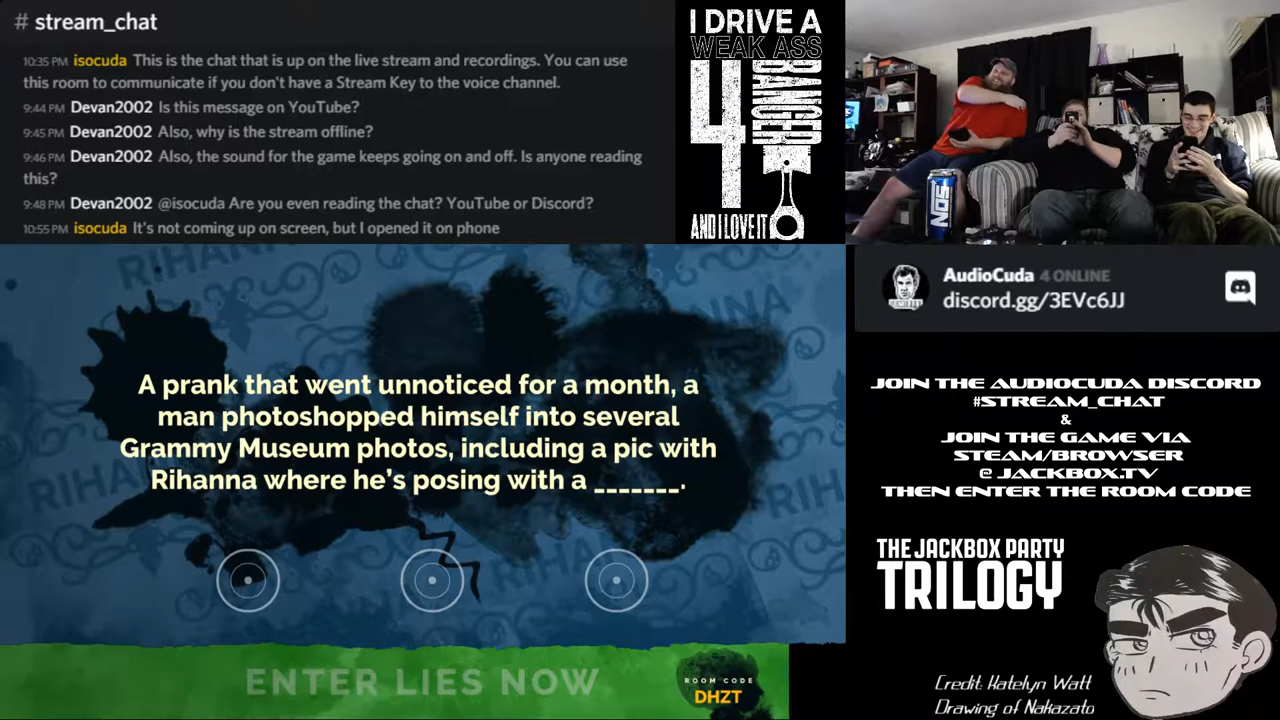 # stream_chat
10:35 PM isocuda This is the chat that is up on the live stream and recordings. You can use
this room to communicate if you don't have a Stream Key to the voice channel.
9:44 PM Devan2002 Is this message on YouTube?
9:45 PM Devan2002 Also, why is the stream offline?
9:46 PM Devan2002 Also, the sound for the game keeps going on and off. Is anyone reading
this?
9:48 PM Devan2002 @isocuda Are you even reading the chat? YouTube or Discord?
10:55 PM isocuda It's not coming up on screen, but I opened it on phone
I DRIVE A
WEAK ASS
4 BANGER
AND I LOVE IT
NOS
AudioCuda 4 ONLINE
discord.gg/3EVc6JJ
RIHANNA
A prank that went unnoticed for a month, a
man photoshopped himself into several
Grammy Museum photos, including a pic with
Rihanna where he's posing with a _______.
ENTER LIES NOW
ROOM CODE
DHZT
JOIN THE AUDIOCUDA DISCORD
#STREAM_CHAT
&
JOIN THE GAME VIA
STEAM/BROWSER
@ JACKBOX.TV
THEN ENTER THE ROOM CODE
THE JACKBOX PARTY
TRILOGY
Credit: Katelyn Watt
Drawing of Nakazato